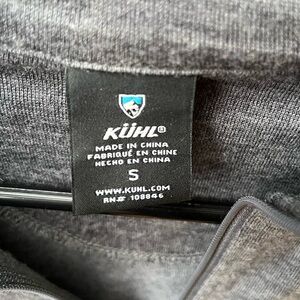 KÜHL®
MADE IN CHINA
FABRIQUÉ EN CHINE
HECHO EN CHINA
S
WWW.KUHL.COM
RN# 108846